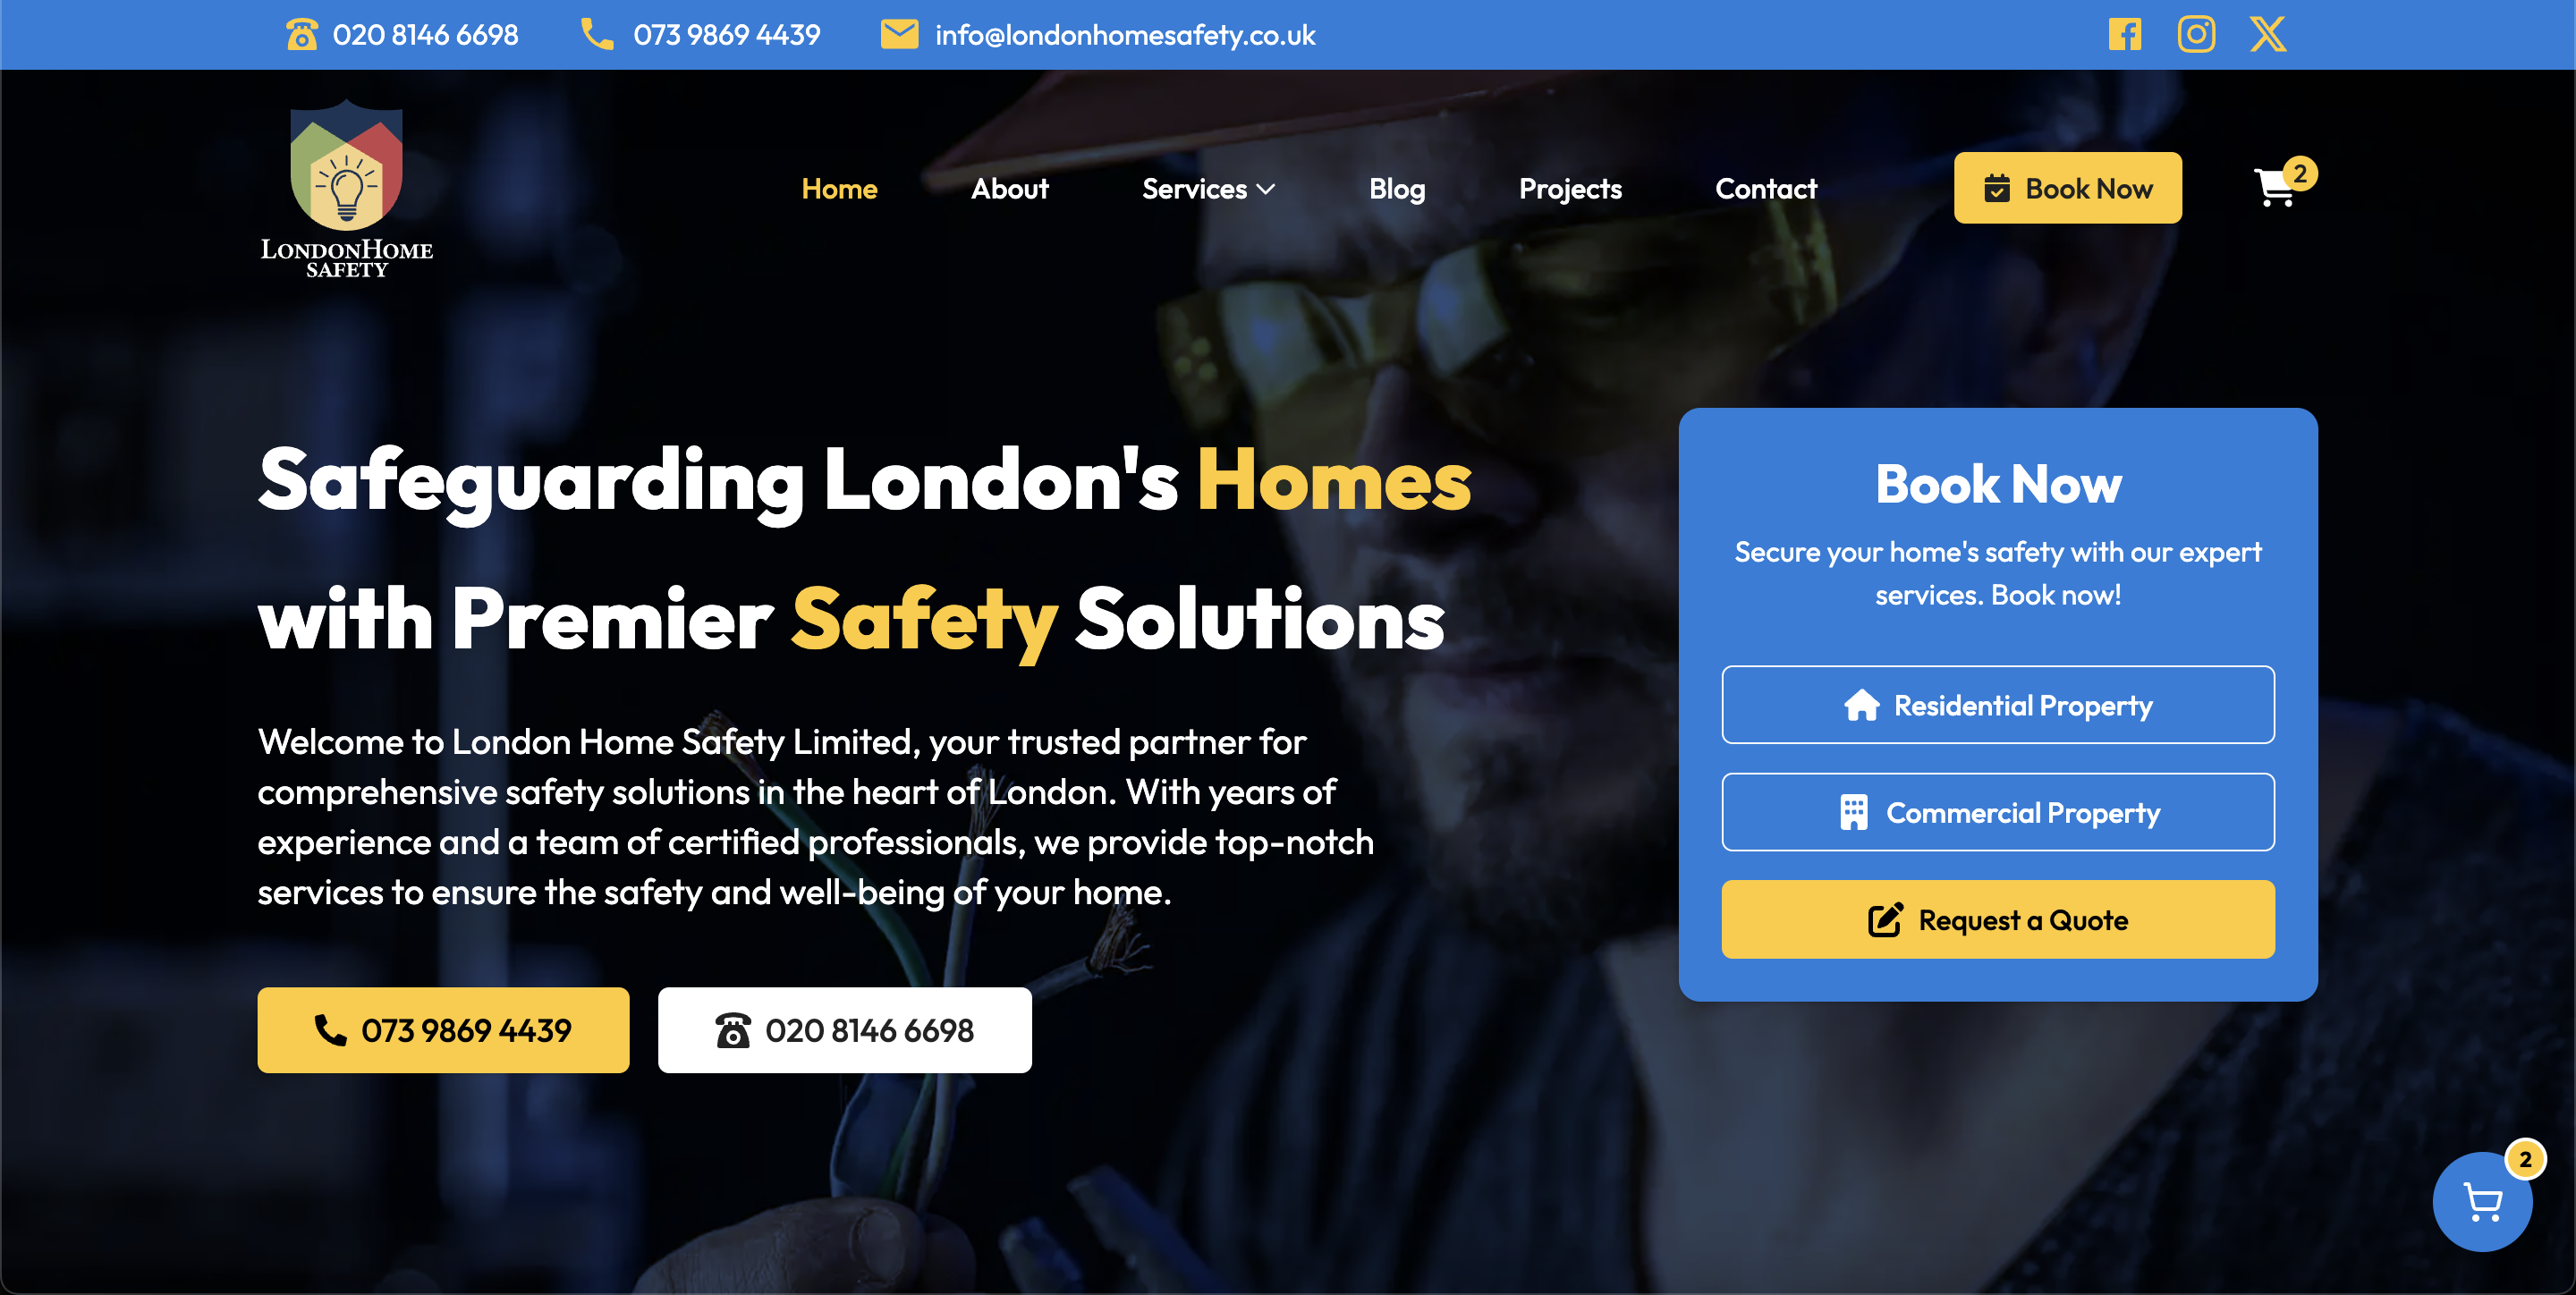 020 8146 6698
073 9869 4439
info@londonhomesafety.co.uk
LONDONHOME
SAFETY
Home
About
Services
Blog
Projects
Contact
Book Now
2
Safeguarding London's Homes
with Premier Safety Solutions
Welcome to London Home Safety Limited, your trusted partner for
comprehensive safety solutions in the heart of London. With years of
experience and a team of certified professionals, we provide top-notch
services to ensure the safety and well-being of your home.
073 9869 4439
020 8146 6698
Book Now
Secure your home's safety with our expert
services. Book now!
Residential Property
Commercial Property
Request a Quote
2